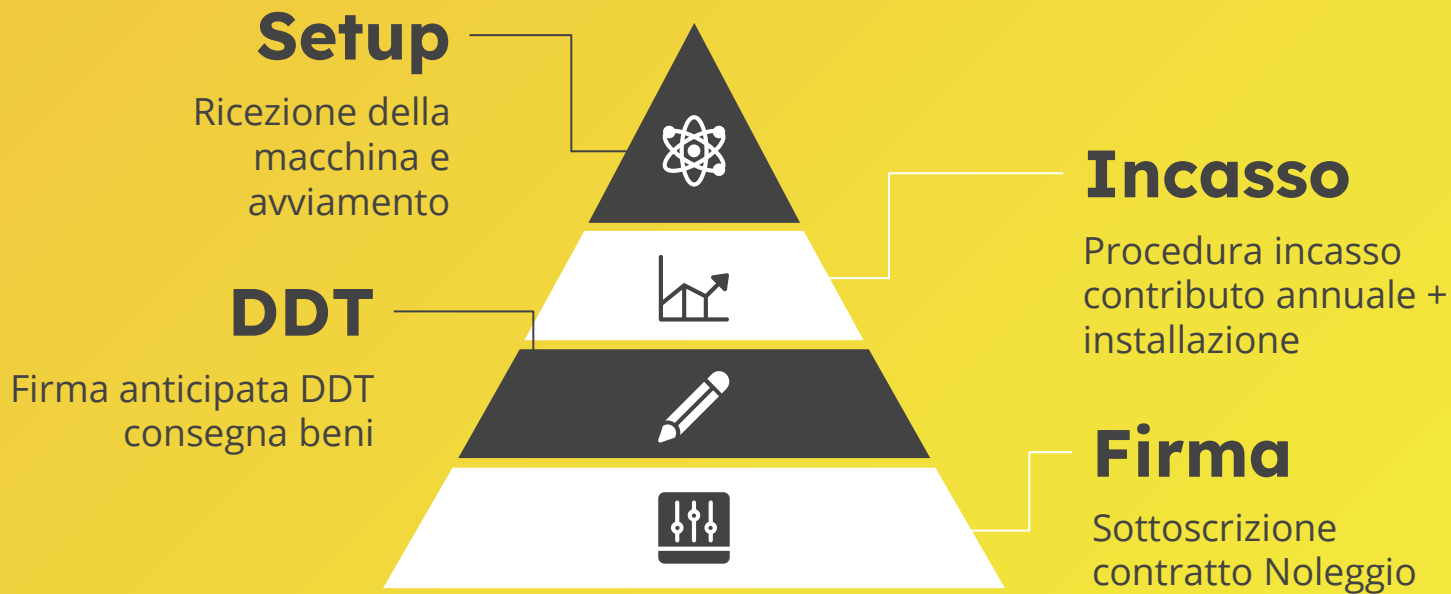 Setup
Ricezione della
macchina e
avviamento
Incasso
Procedura incasso
contributo annuale +
installazione
DDT
Firma anticipata DDT
consegna beni
Firma
Sottoscrizione
contratto Noleggio